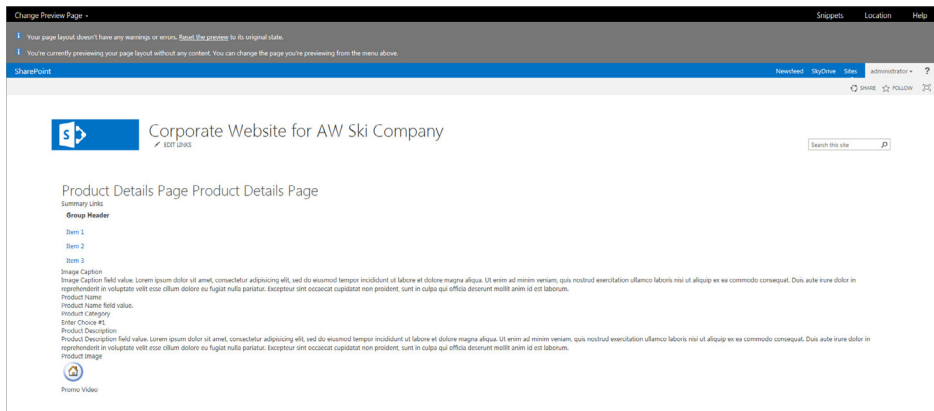 Change Preview Page
Snippets Location Help
Your page layout doesn't have any warnings or errors. Reset the preview to its original state.
You're currently previewing your page layout without any content. You can change the page you're previewing from the menu above.
SharePoint
Newsfeed SkyDrive Sites administrator ?
SHARE FOLLOW
S
Corporate Website for AW Ski Company
EDIT LINKS
Search this site
Product Details Page Product Details Page
Summary Links
Group Header
Item 1
Item 2
Item 3
Image Caption
Image Caption field value. Lorem ipsum dolor sit amet, consectetur adipisicing elit, sed do eiusmod tempor incididunt ut labore et dolore magna aliqua. Ut enim ad minim veniam, quis nostrud exercitation ullamco laboris nisi ut aliquip ex ea commodo consequat. Duis aute irure dolor in
reprehenderit in voluptate velit esse cillum dolore eu fugiat nulla pariatur. Excepteur sint occaecat cupidatat non proident, sunt in culpa qui officia deserunt mollit anim id est laborum.
Product Name
Product Name field value.
Product Category
Enter Choice #1
Product Description
Product Description field value. Lorem ipsum dolor sit amet, consectetur adipisicing elit, sed do eiusmod tempor incididunt ut labore et dolore magna aliqua. Ut enim ad minim veniam, quis nostrud exercitation ullamco laboris nisi ut aliquip ex ea commodo consequat. Duis aute irure dolor in
reprehenderit in voluptate velit esse cillum dolore eu fugiat nulla pariatur. Excepteur sint occaecat cupidatat non proident, sunt in culpa qui officia deserunt mollit anim id est laborum.
Product Image
Promo Video